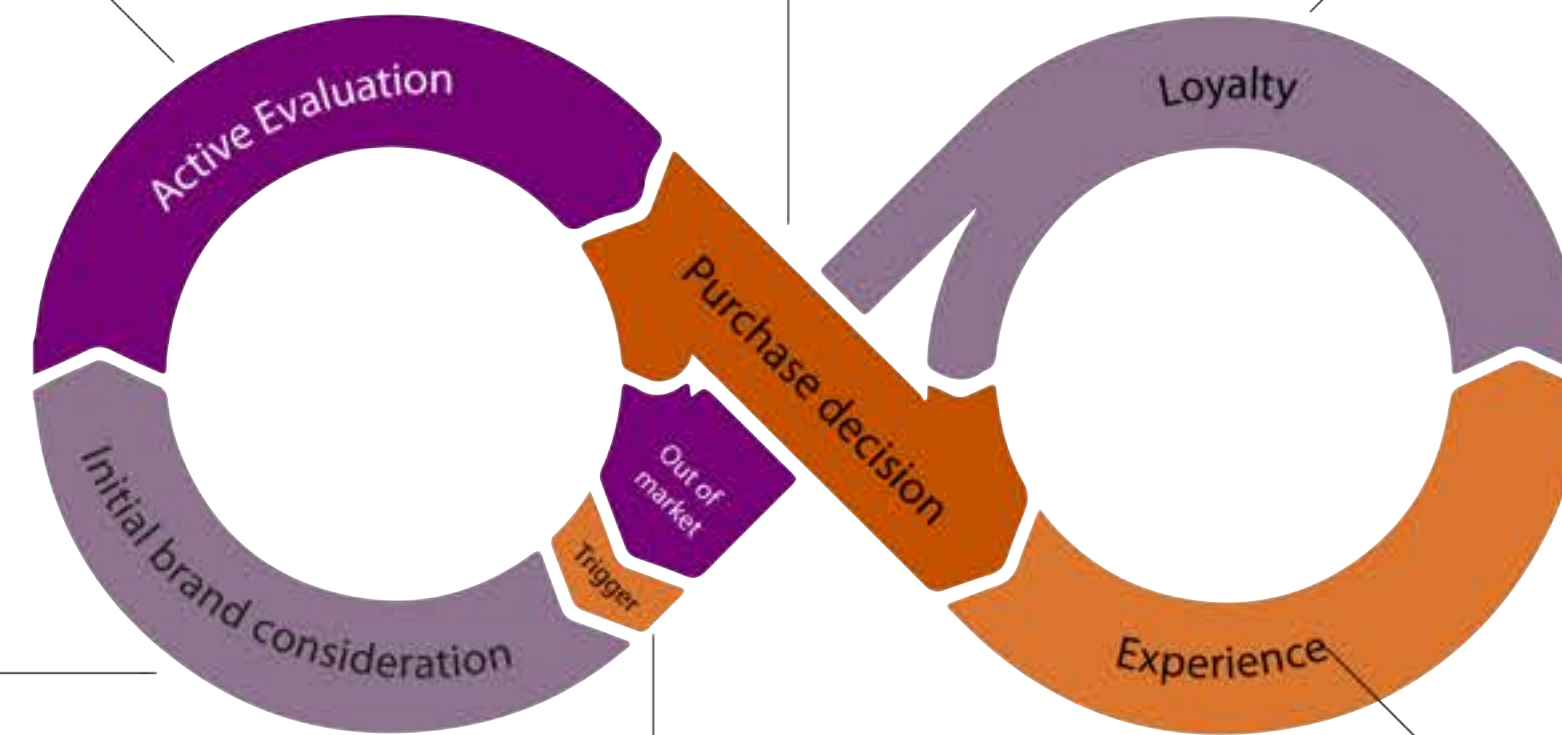 Active Evaluation
Loyalty
Purchase decision
Out of
market
Trigger
Initial brand consideration
Experience